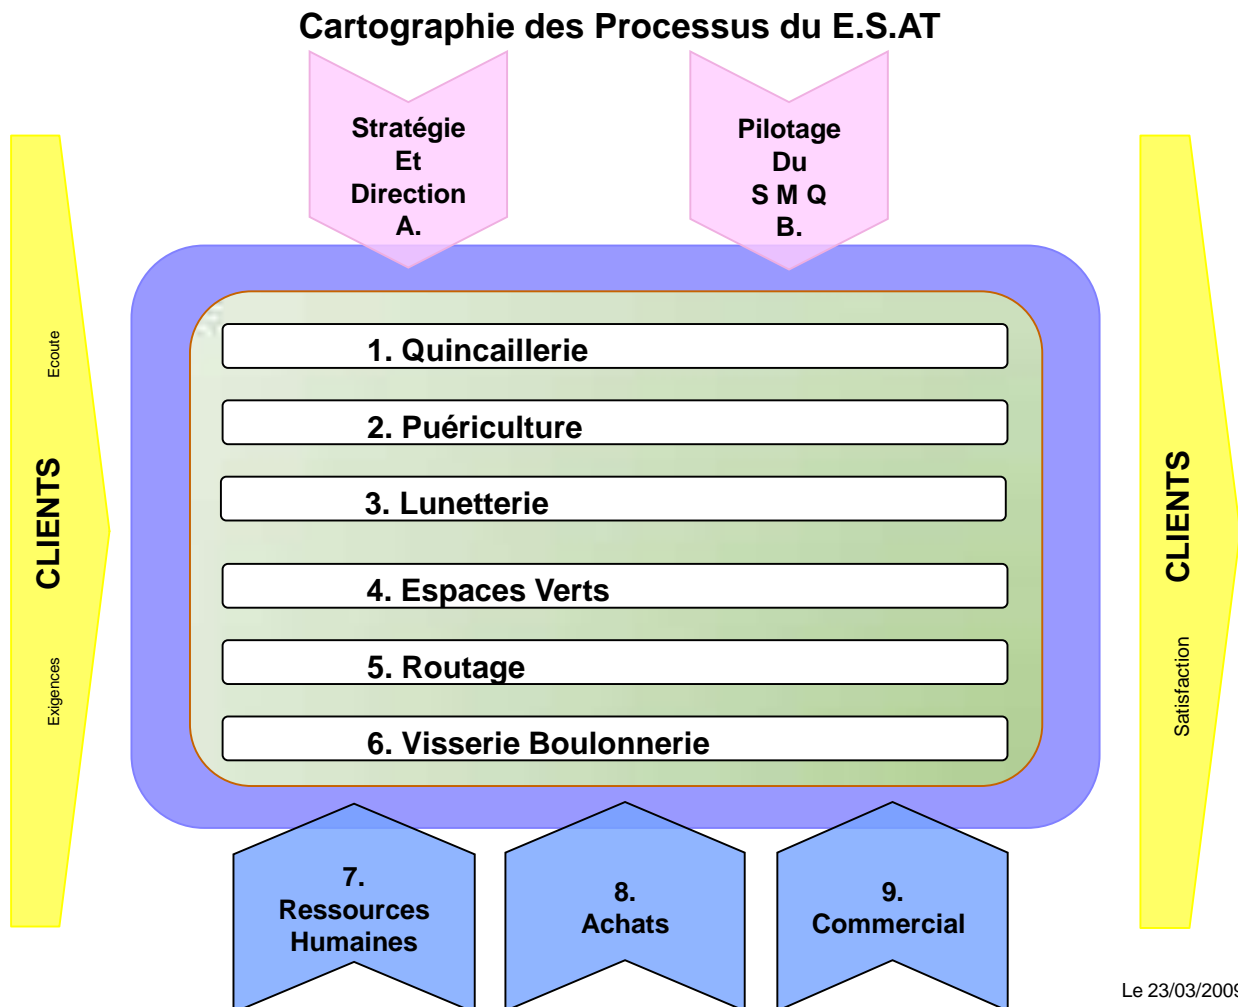 Cartographie des Processus du E.S.AT
Stratégie
Et
Direction
A.
Pilotage
Du
S M Q
B.
Ecoute
CLIENTS
Exigences
1. Quincaillerie
2. Puériculture
3. Lunetterie
4. Espaces Verts
5. Routage
6. Visserie Boulonnerie
CLIENTS
Satisfaction
7.
Ressources
Humaines
8.
Achats
9.
Commercial
Le 23/03/2009